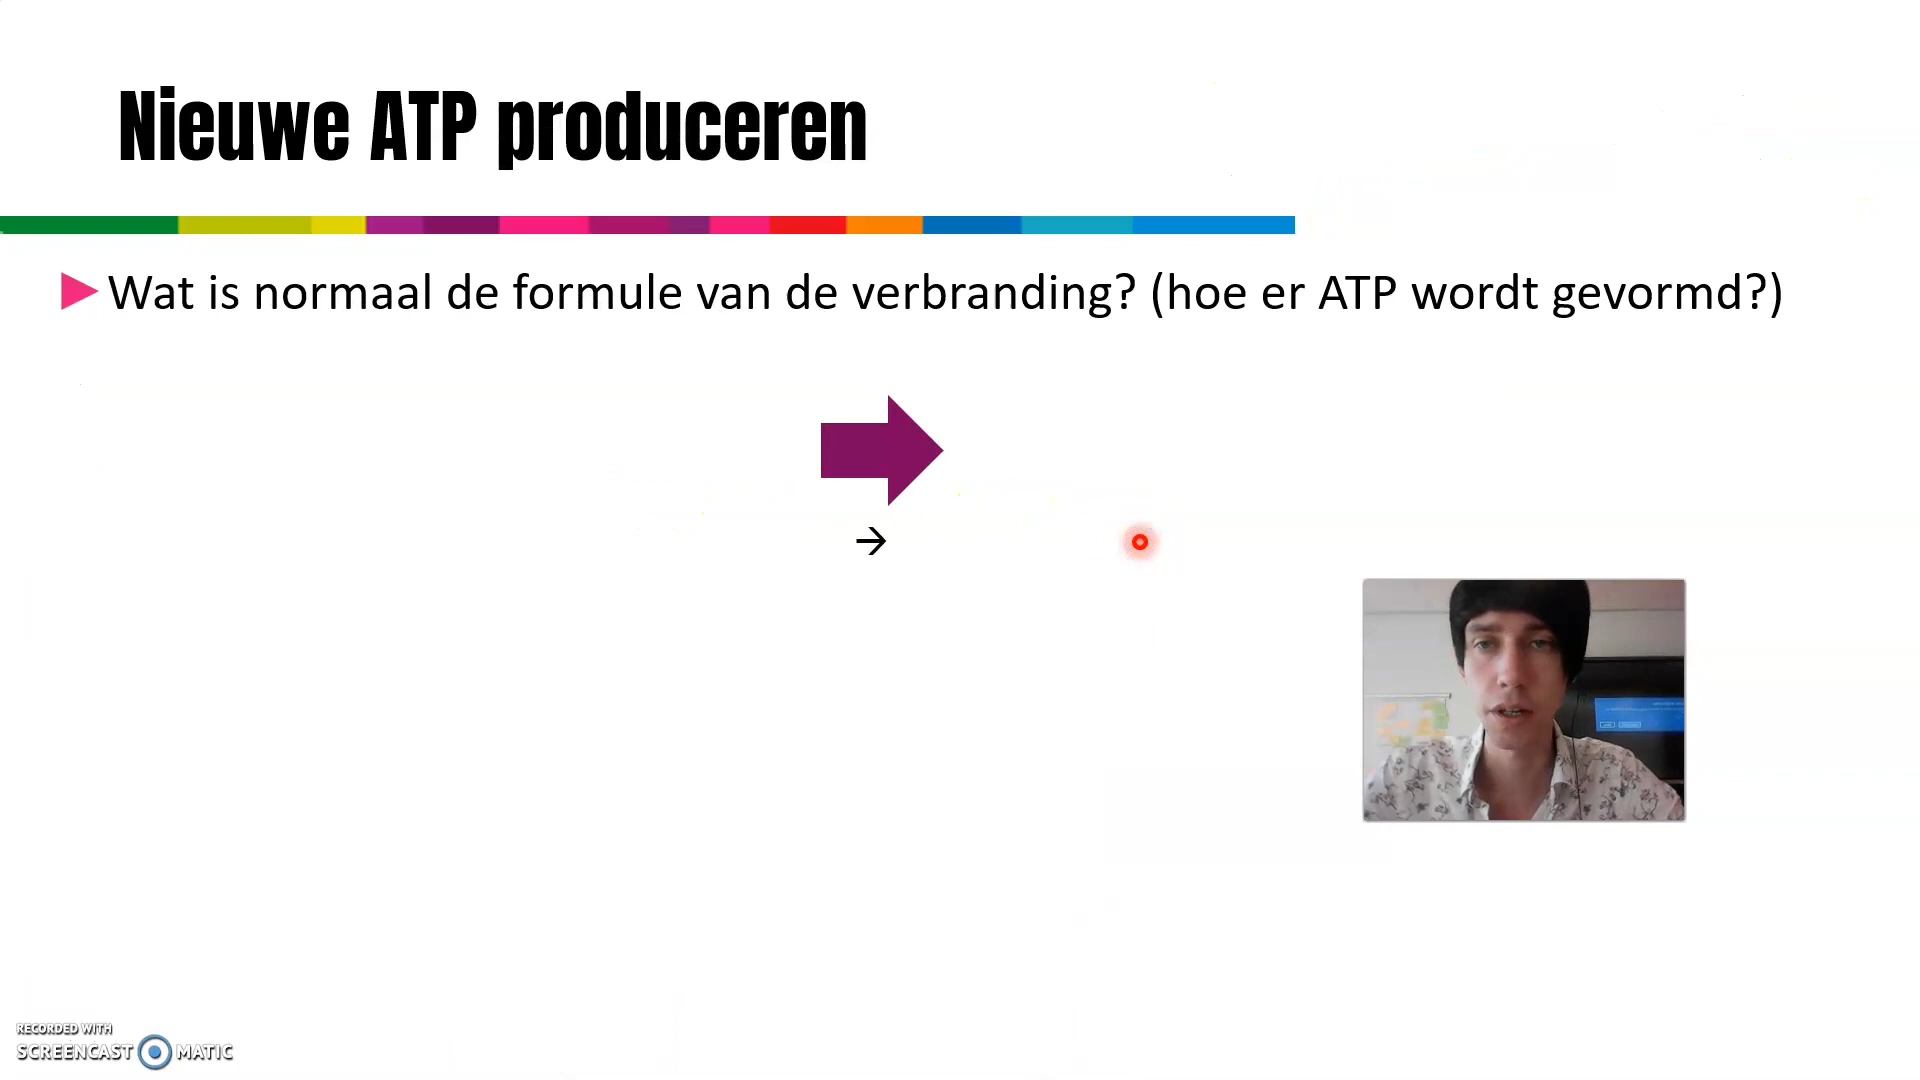 Nieuwe ATP produceren
Wat is normaal de formule van de verbranding? (hoe er ATP wordt gevormd?)
→
RECORDED WITH
SCREENCAST MATIC